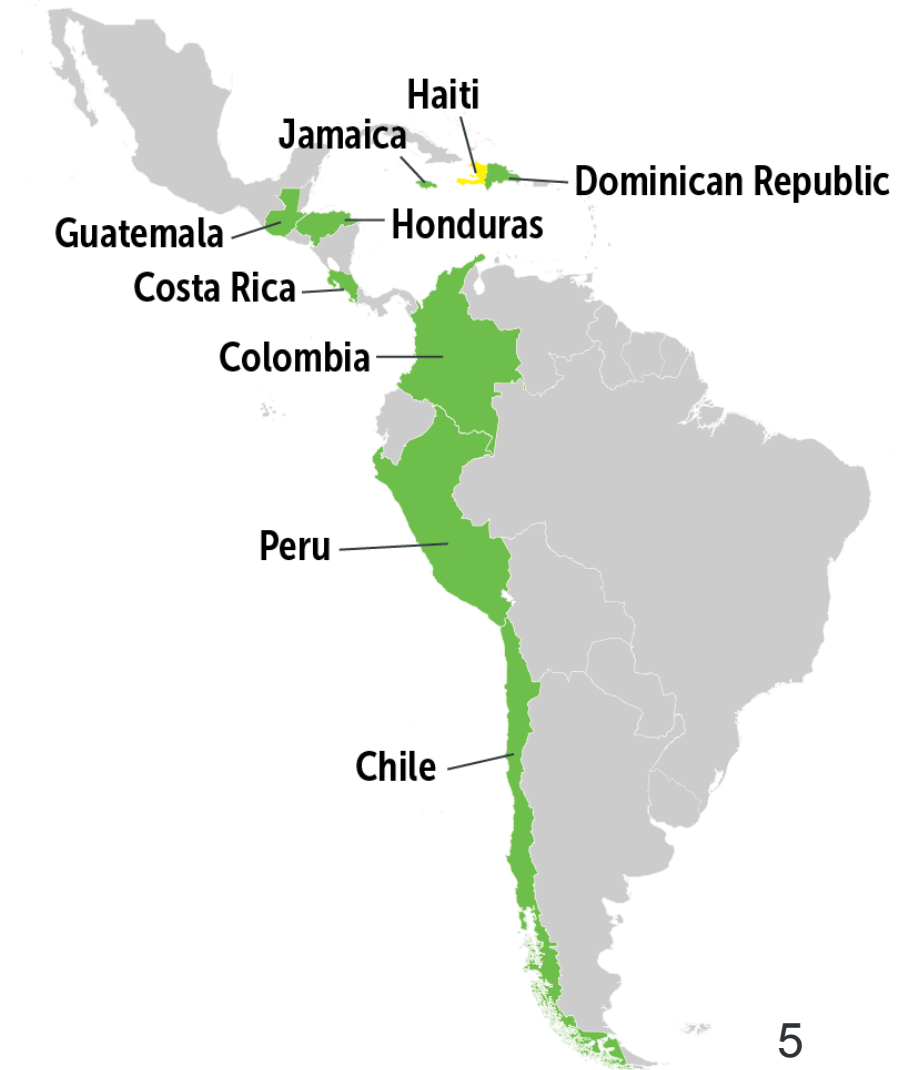 Haiti
Jamaica
Dominican Republic
Honduras
Guatemala
Costa Rica
Colombia
Peru
Chile
5